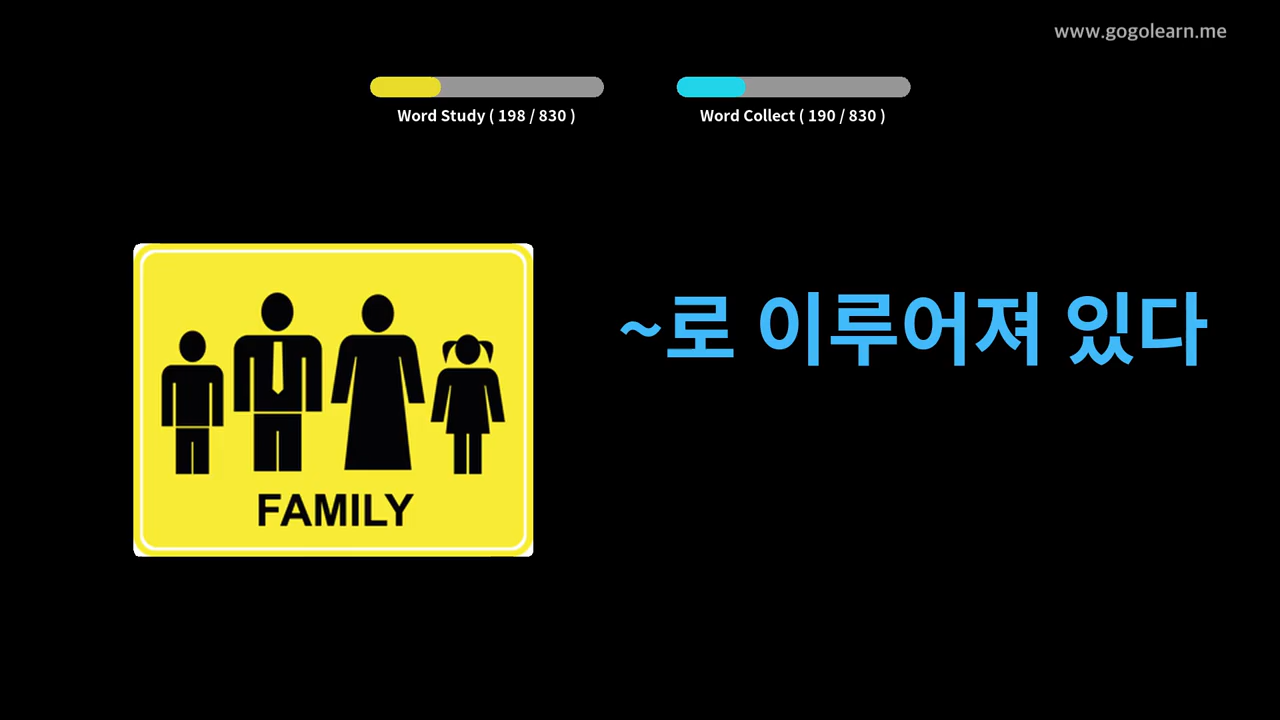 www.gogolearn.me
Word Study ( 198 / 830 )
Word Collect ( 190 / 830 )
~로 이루어져 있다
FAMILY